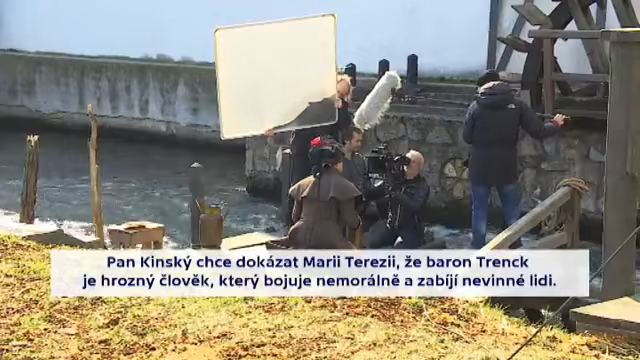 Pan Kinský chce dokázat Marii Terezii, že baron Trenck
je hrozný člověk, který bojuje nemorálně a zabíjí nevinné lidi.